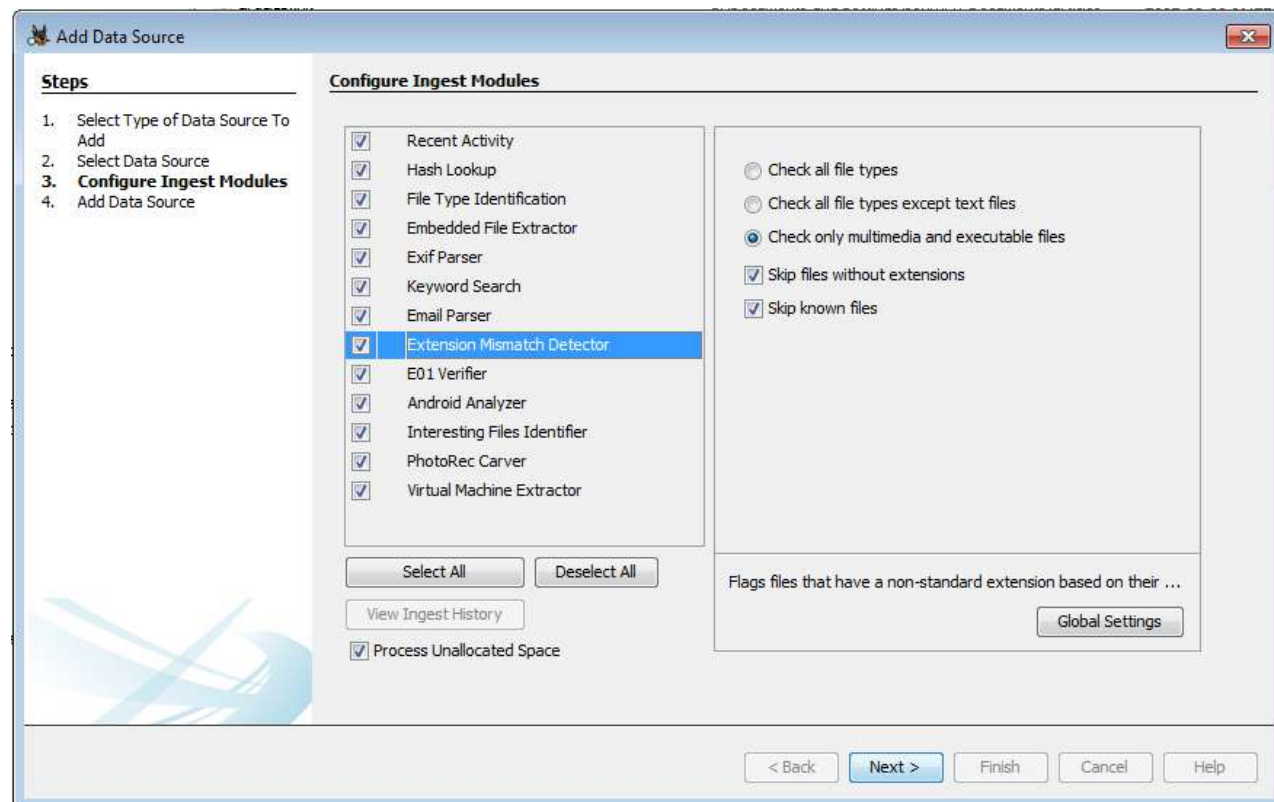 Add Data Source
Steps
1. Select Type of Data Source To
Add
2. Select Data Source
3. Configure Ingest Modules
4. Add Data Source
Configure Ingest Modules
Recent Activity
Hash Lookup
File Type Identification
Embedded File Extractor
Exif Parser
Keyword Search
Email Parser
Extension Mismatch Detector
E01 Verifier
Android Analyzer
Interesting Files Identifier
PhotoRec Carver
Virtual Machine Extractor
Select All
Deselect All
View Ingest History
Process Unallocated Space
Check all file types
Check all file types except text files
Check only multimedia and executable files
Skip files without extensions
Skip known files
Flags files that have a non-standard extension based on their ...
Global Settings
< Back
Next >
Finish
Cancel
Help